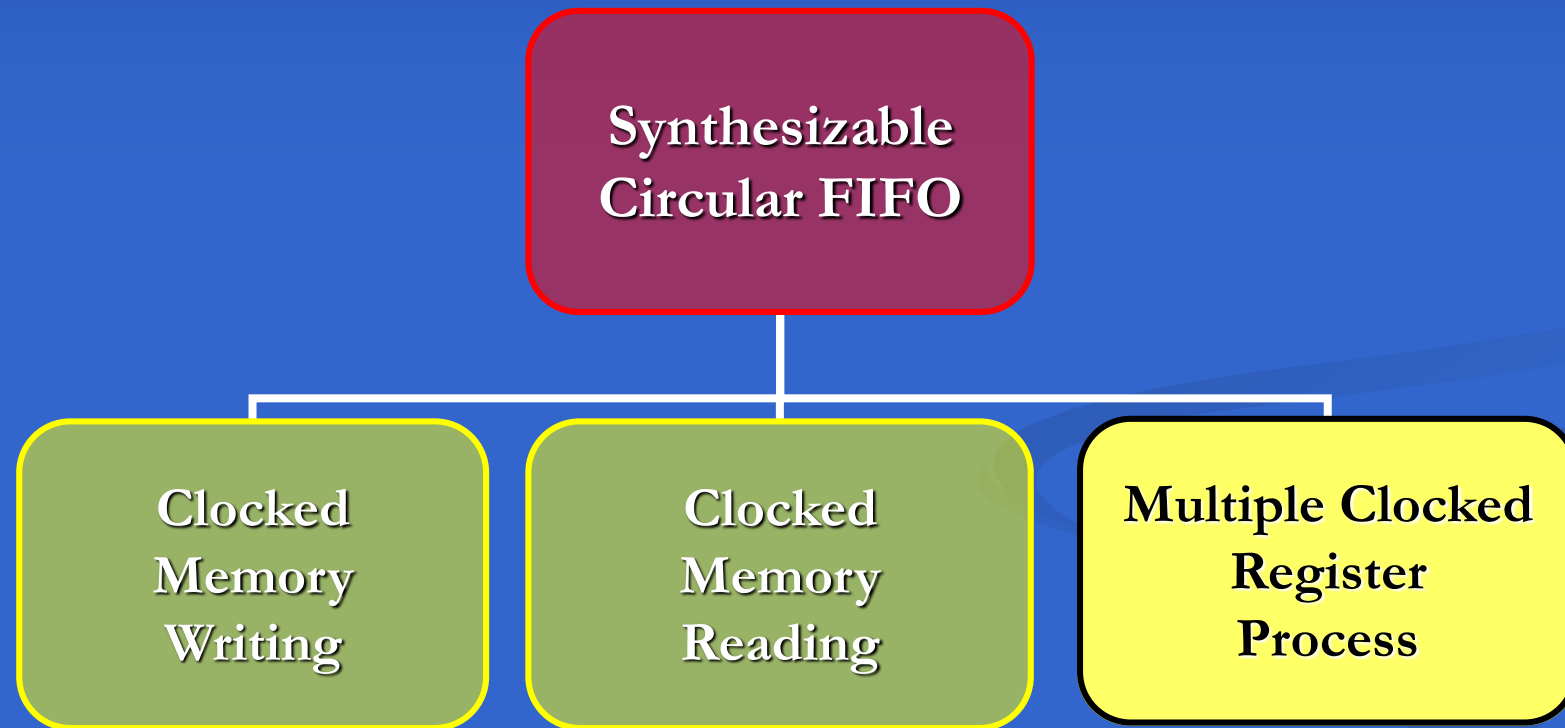 Synthesizable
Circular FIFO
Clocked
Memory
Writing
Clocked
Memory
Reading
Multiple Clocked
Register
Process